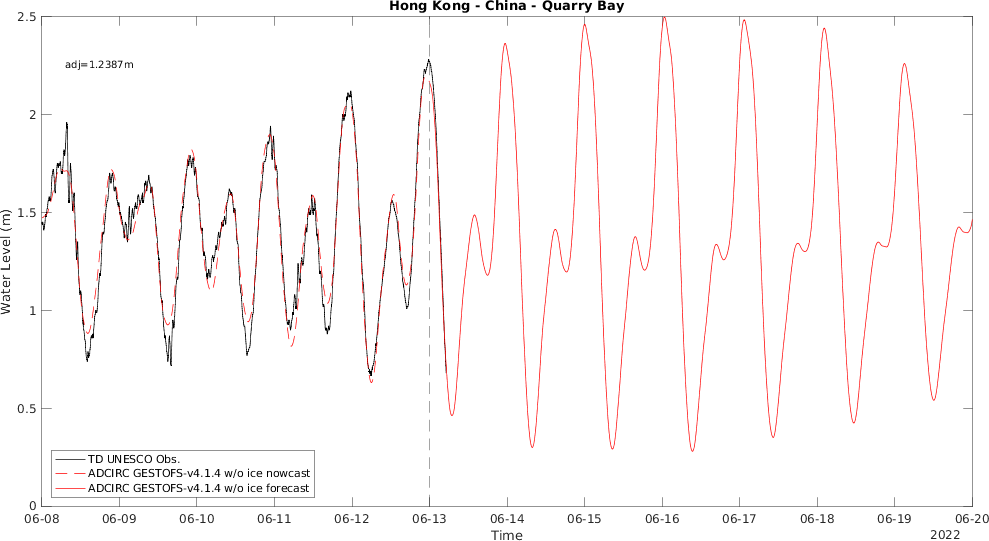 Hong Kong - China - Quarry Bay
adj=1.2387m
Water Level (m)
2.5
2
1.5
1
0.5
0
TD UNESCO Obs.
ADCIRC GESTOFS-v4.1.4 w/o ice nowcast
ADCIRC GESTOFS-v4.1.4 w/o ice forecast
06-08 06-09 06-10 06-11 06-12 06-13 06-14 06-15 06-16 06-17 06-18 06-19 06-20
Time
2022